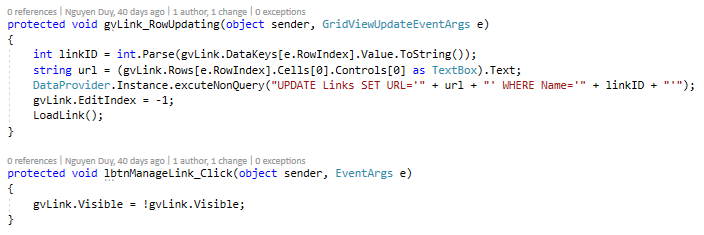 0 references | Nguyen Duy, 40 days ago | 1 author, 1 change | 0 exceptions
protected void gvLink_RowUpdating(object sender, GridViewUpdateEventArgs e)
{
int linkID = int.Parse(gvLink.DataKeys[e.RowIndex].Value.ToString());
string url = (gvLink.Rows[e.RowIndex].Cells[0].Controls[0] as TextBox).Text;
DataProvider.Instance.excuteNonQuery("UPDATE Links SET URL='" + url + "' WHERE Name='" + linkID + "'");
gvLink.EditIndex = -1;
LoadLink();
}
0 references | Nguyen Duy, 40 days ago | 1 author, 1 change | 0 exceptions
protected void lbtnManageLink_Click(object sender, EventArgs e)
{
gvLink.Visible = !gvLink.Visible;
}